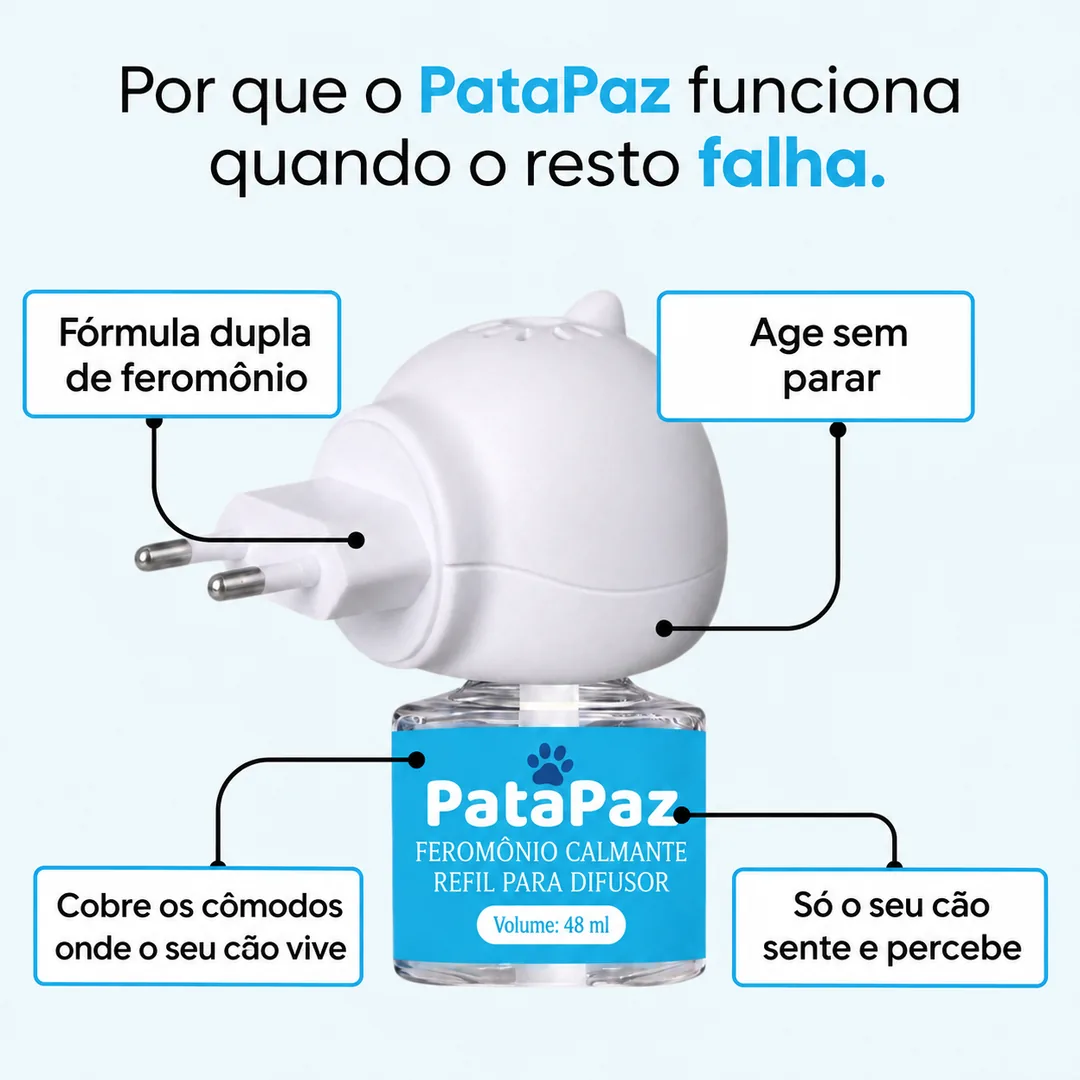 Por que o PataPaz funciona
quando o resto falha.
Fórmula dupla
de feromônio
Age sem
parar
PataPaz
FEROMÔNIO CALMANTE
REFIL PARA DIFUSOR
Volume: 48 ml
Cobre os cômodos
onde o seu cão vive
Só o seu cão
sente e percebe